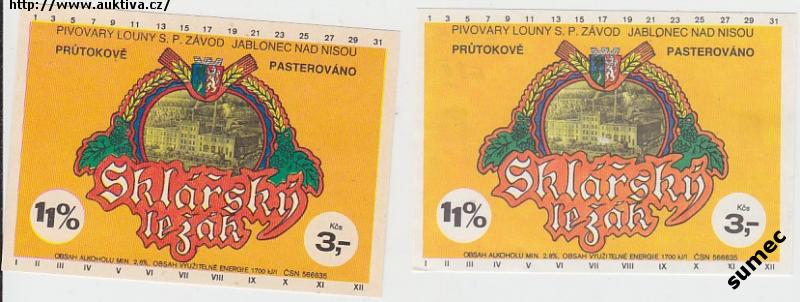 http://www.auktiva.cz/
1 3 5 7 9 11 13 15 17 19 21 23 25 27 29 31
PIVOVARY LOUNY S. P. ZÁVOD JABLONEC NAD NISOU
PRŮTOKOVĚ PASTEROVÁNO
Sklářský
ležák
11%
Kčs
3,-
OBSAH ALKOHOLU MIN. 2,8%, OBSAH VYUŽITELNÉ ENERGIE 1700 kJ/l ČSN 566635
I II III IV V VI VII VIII IX X XI XII
1 3 5 7 9 11 13 15 17 19 21 23 25 27 29 31
PIVOVARY LOUNY S. P. ZÁVOD JABLONEC NAD NISOU
PRŮTOKOVĚ PASTEROVÁNO
Sklářský
ležák
11%
Kčs
3,-
OBSAH ALKOHOLU MIN. 2,8%, OBSAH VYUŽITELNÉ ENERGIE 1700 kJ/l ČSN 566635
I II III IV V VI VII VIII IX X XI XII
sumec